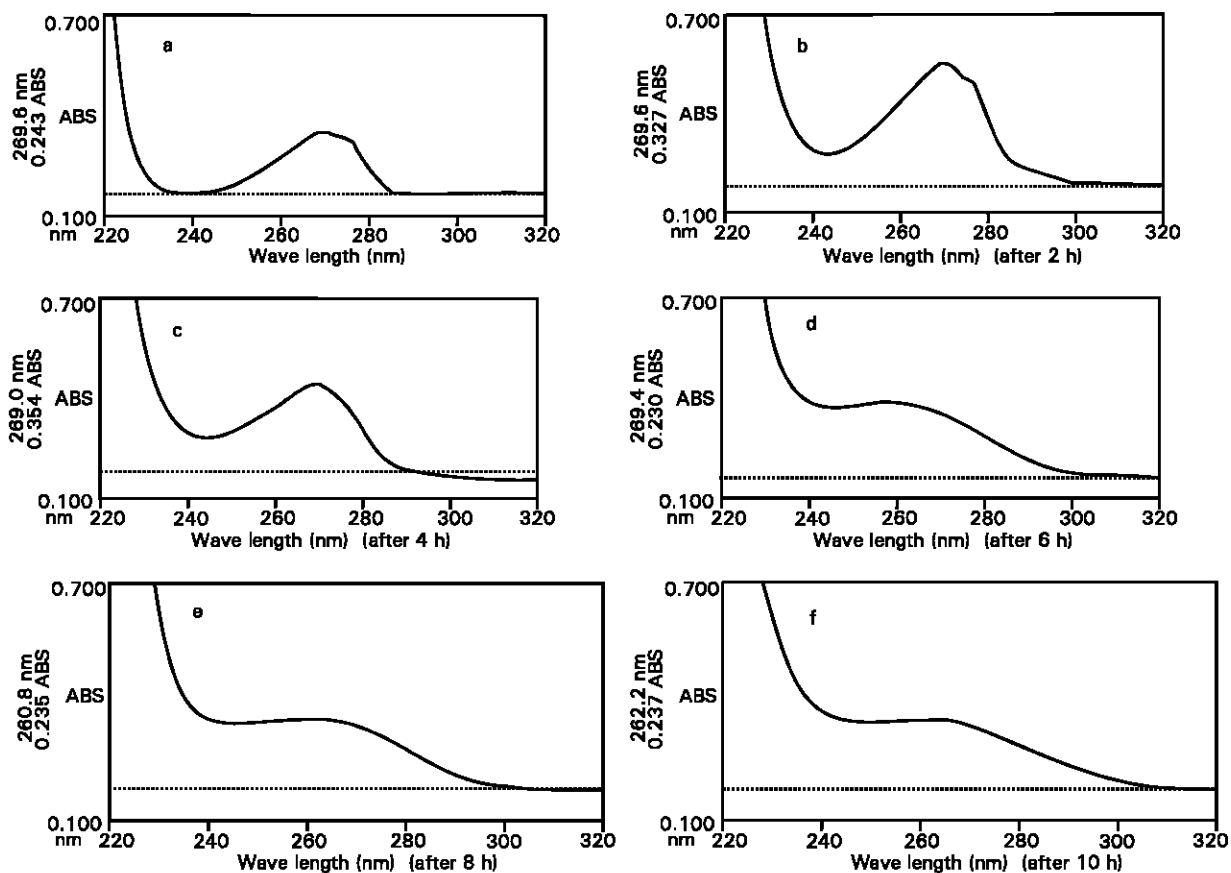 a
0.700
ABS
0.100
269.8 nm
0.243 ABS
220 240 260 280 300 320
nm
Wave length (nm)
b
0.700
ABS
0.100
269.6 nm
0.327 ABS
220 240 260 280 300 320
nm
Wave length (nm) (after 2 h)
c
0.700
ABS
0.100
269.0 nm
0.354 ABS
220 240 260 280 300 320
nm
Wave length (nm) (after 4 h)
d
0.700
ABS
0.100
269.4 nm
0.230 ABS
220 240 260 280 300 320
nm
Wave length (nm) (after 6 h)
e
0.700
ABS
0.100
260.8 nm
0.235 ABS
220 240 260 280 300 320
nm
Wave length (nm) (after 8 h)
f
0.700
ABS
0.100
262.2 nm
0.237 ABS
220 240 260 280 300 320
nm
Wave length (nm) (after 10 h)